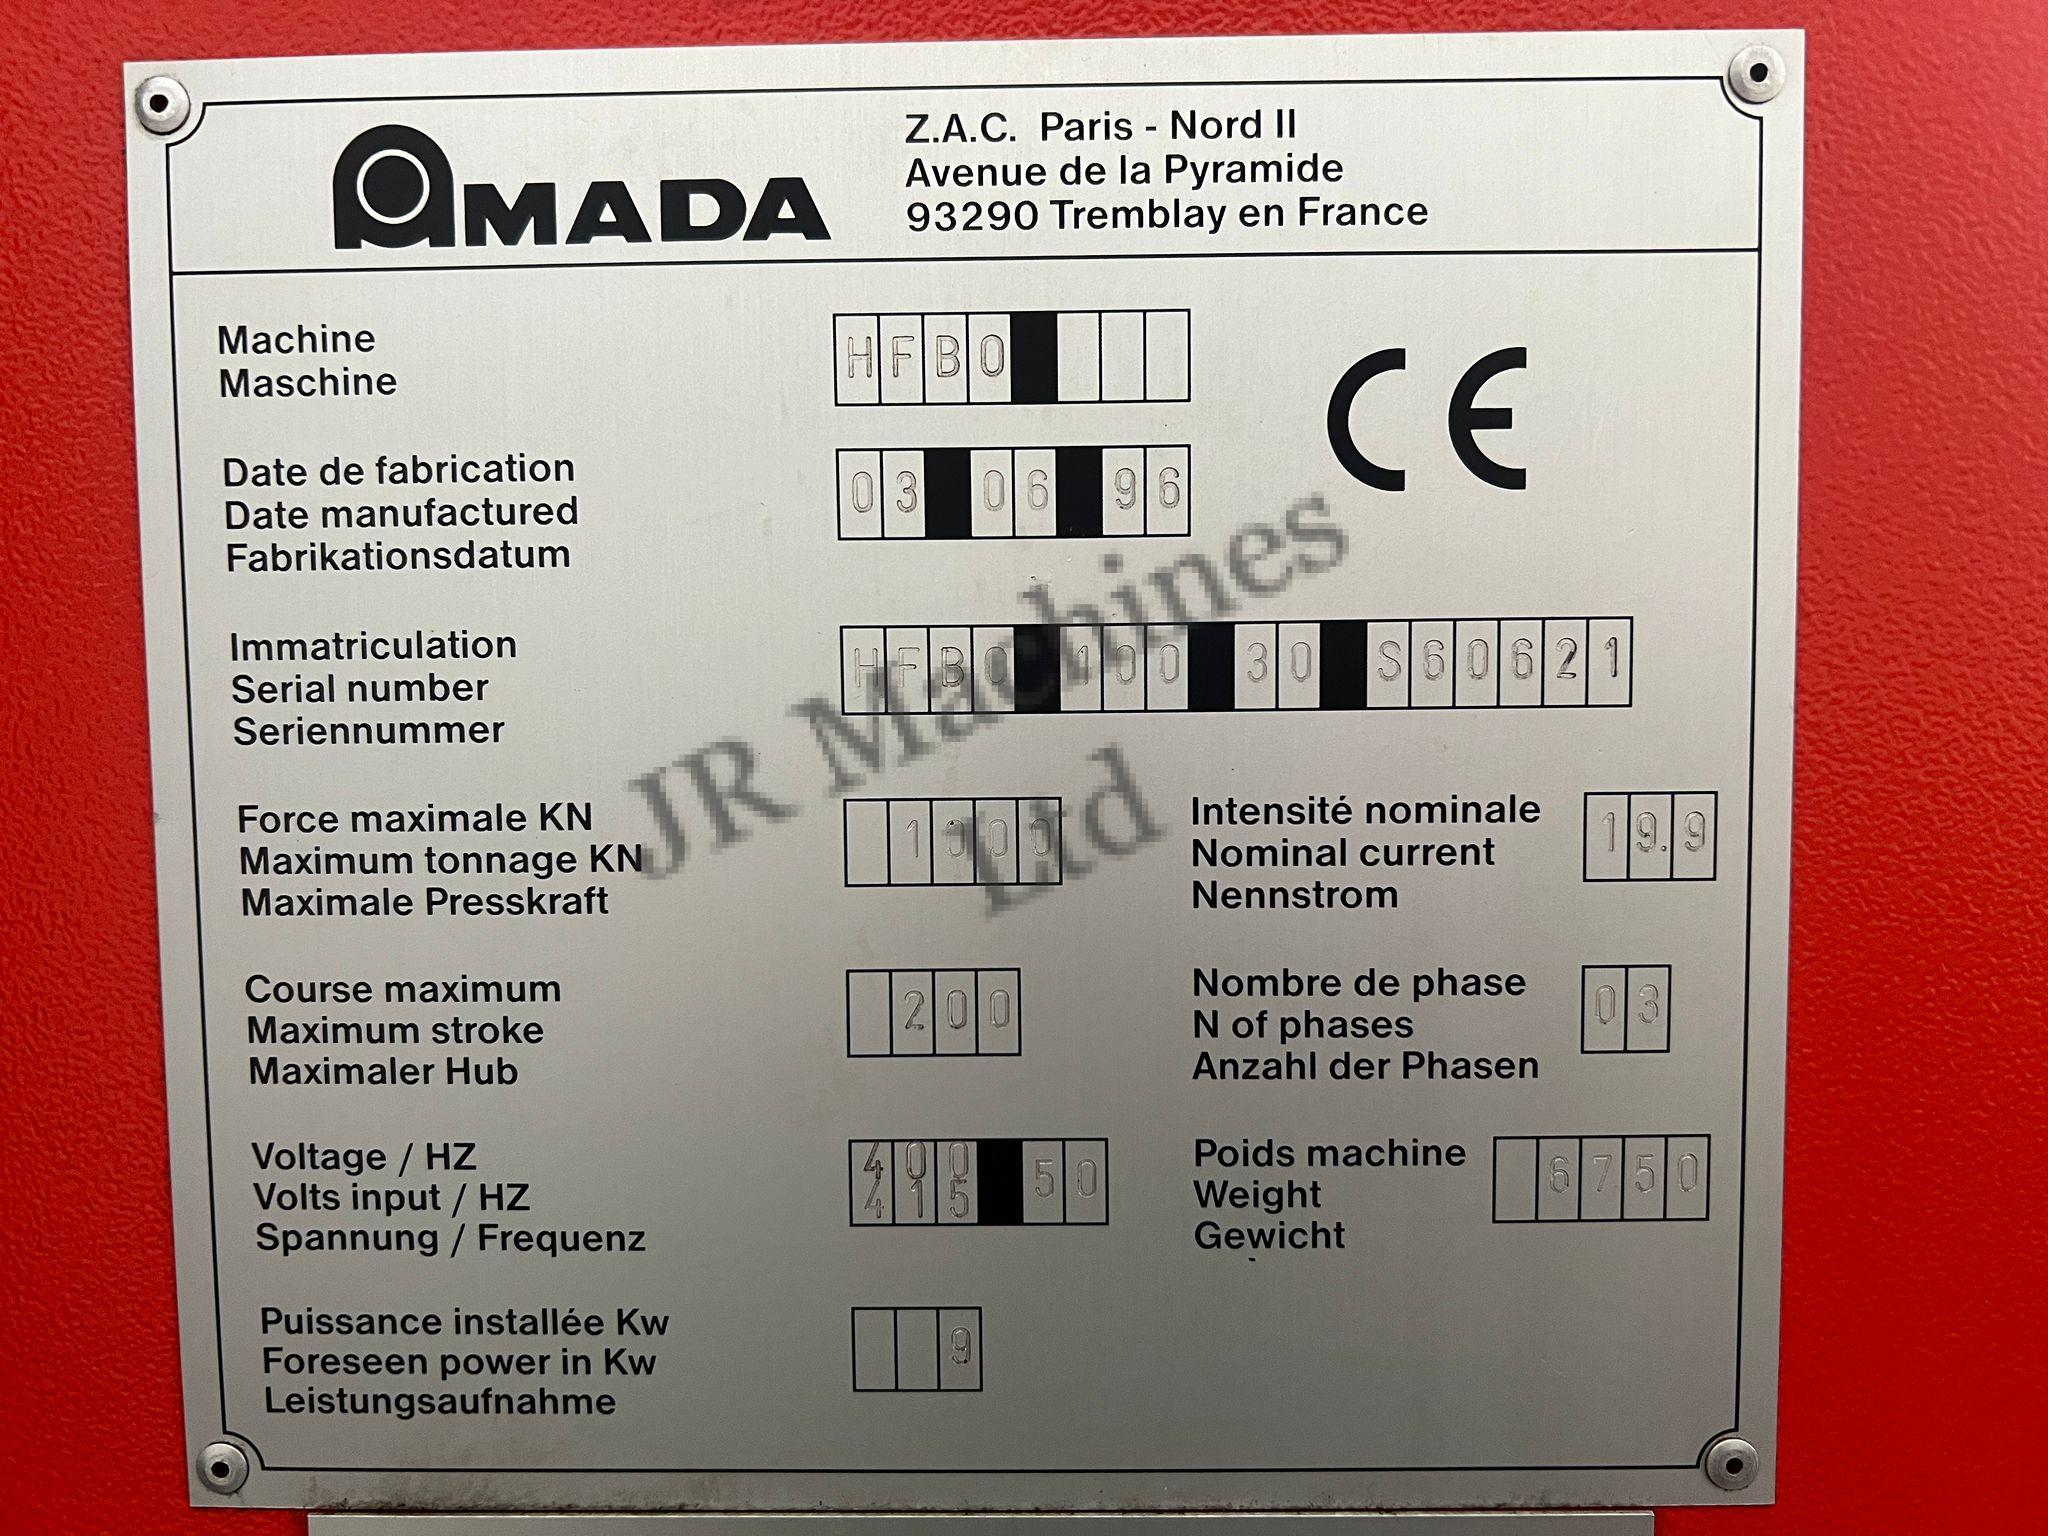 AMADA
Z.A.C. Paris - Nord II
Avenue de la Pyramide
93290 Tremblay en France
Machine
Maschine
HFBO
CE
Date de fabrication
Date manufactured
Fabrikationsdatum
03 06 96
Immatriculation
Serial number
Seriennummer
HFBO 100 30 S60621
JR Machines
Ltd
Force maximale KN
Maximum tonnage KN
Maximale Presskraft
1000
Intensité nominale
Nominal current
Nennstrom
19.9
Course maximum
Maximum stroke
Maximaler Hub
200
Nombre de phase
N of phases
Anzahl der Phasen
03
Voltage / HZ
Volts input / HZ
Spannung / Frequenz
400
415 50
Poids machine
Weight
Gewicht
6750
Puissance installée Kw
Foreseen power in Kw
Leistungsaufnahme
9